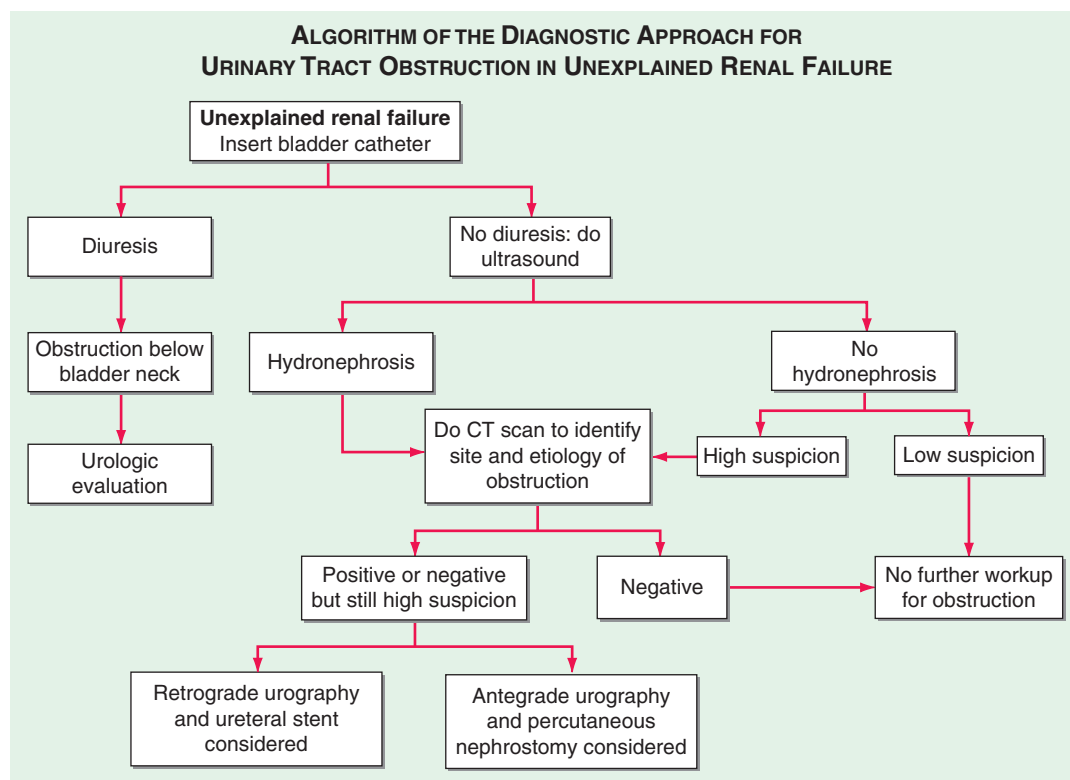 ALGORITHM OF THE DIAGNOSTIC APPROACH FOR
URINARY TRACT OBSTRUCTION IN UNEXPLAINED RENAL FAILURE
Unexplained renal failure
Insert bladder catheter
Diuresis
No diuresis: do
ultrasound
Obstruction below
bladder neck
Hydronephrosis
No
hydronephrosis
Urologic
evaluation
Do CT scan to identify
site and etiology of
obstruction
High suspicion
Low suspicion
Positive or negative
but still high suspicion
Negative
No further workup
for obstruction
Retrograde urography
and ureteral stent
considered
Antegrade urography
and percutaneous
nephrostomy considered